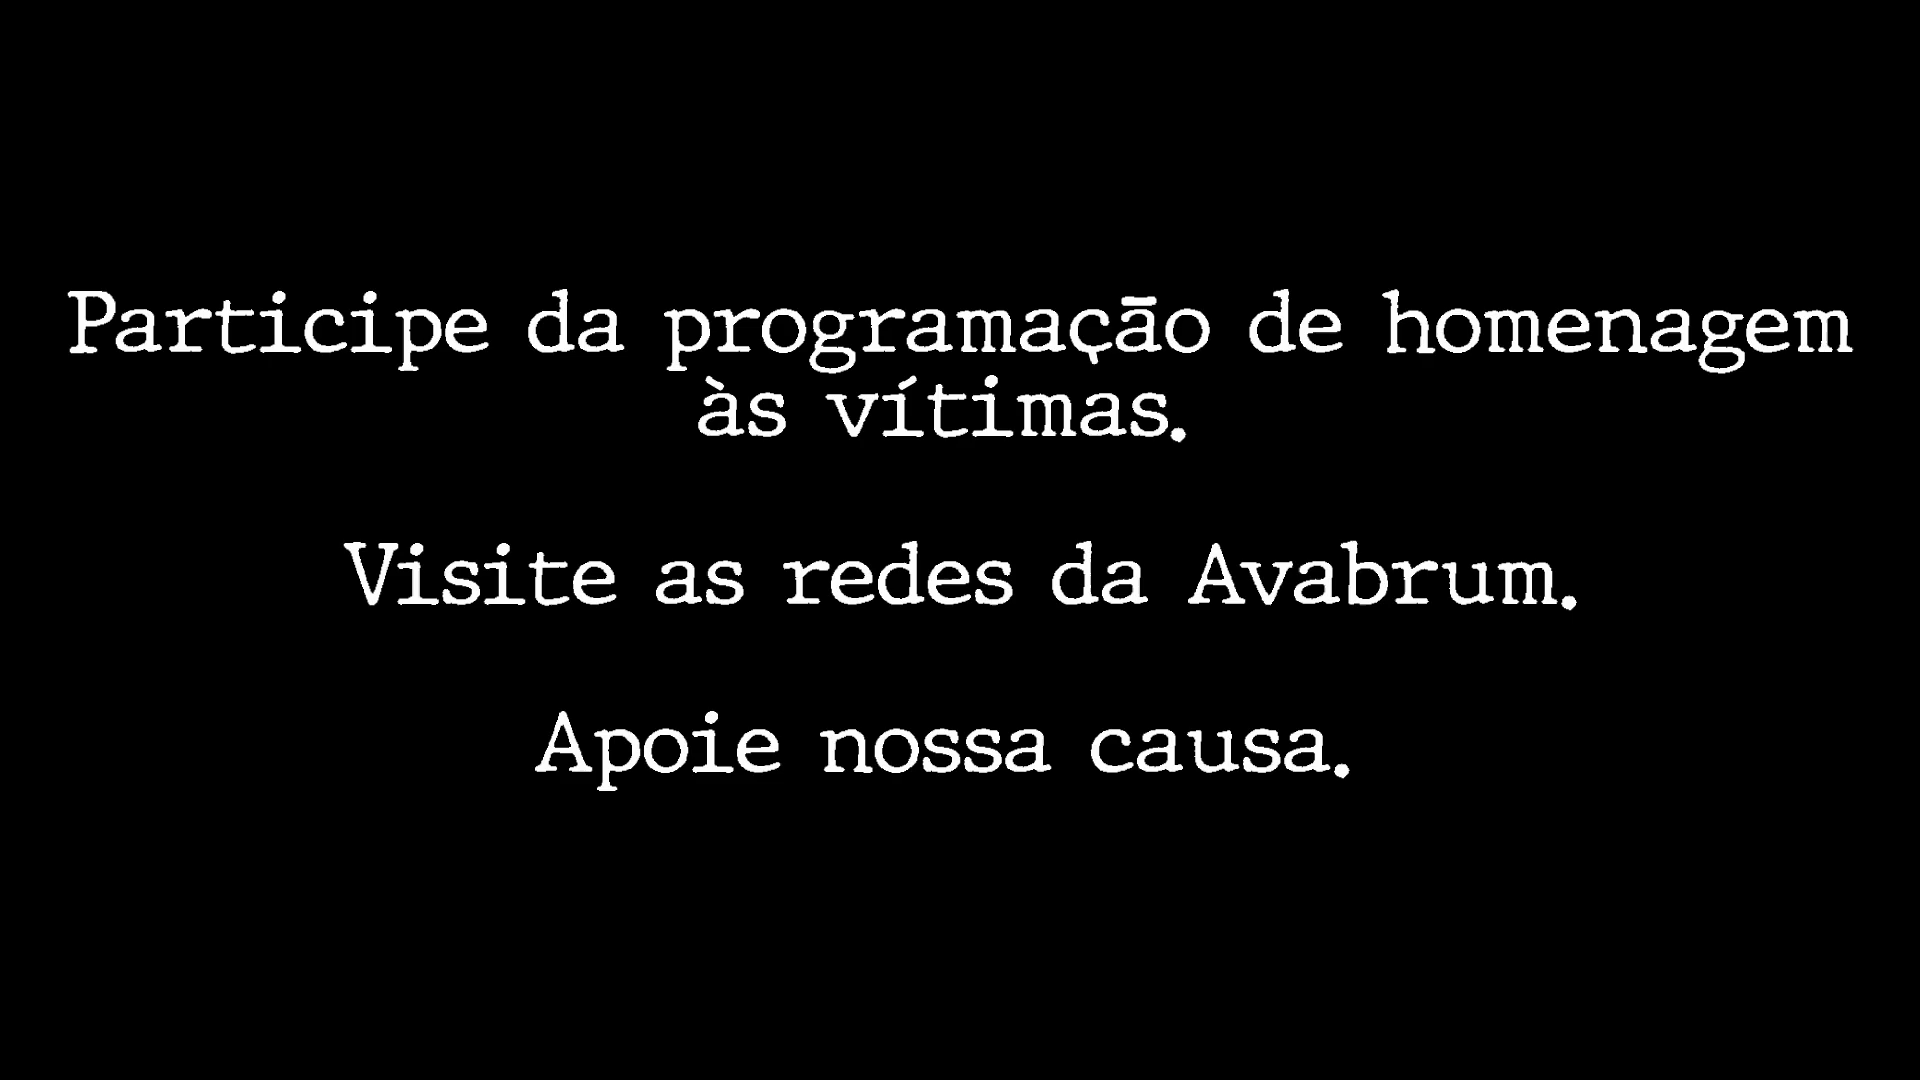 Participe da programação de homenagem
às vítimas.
Visite as redes da Avabrum.
Apoie nossa causa.